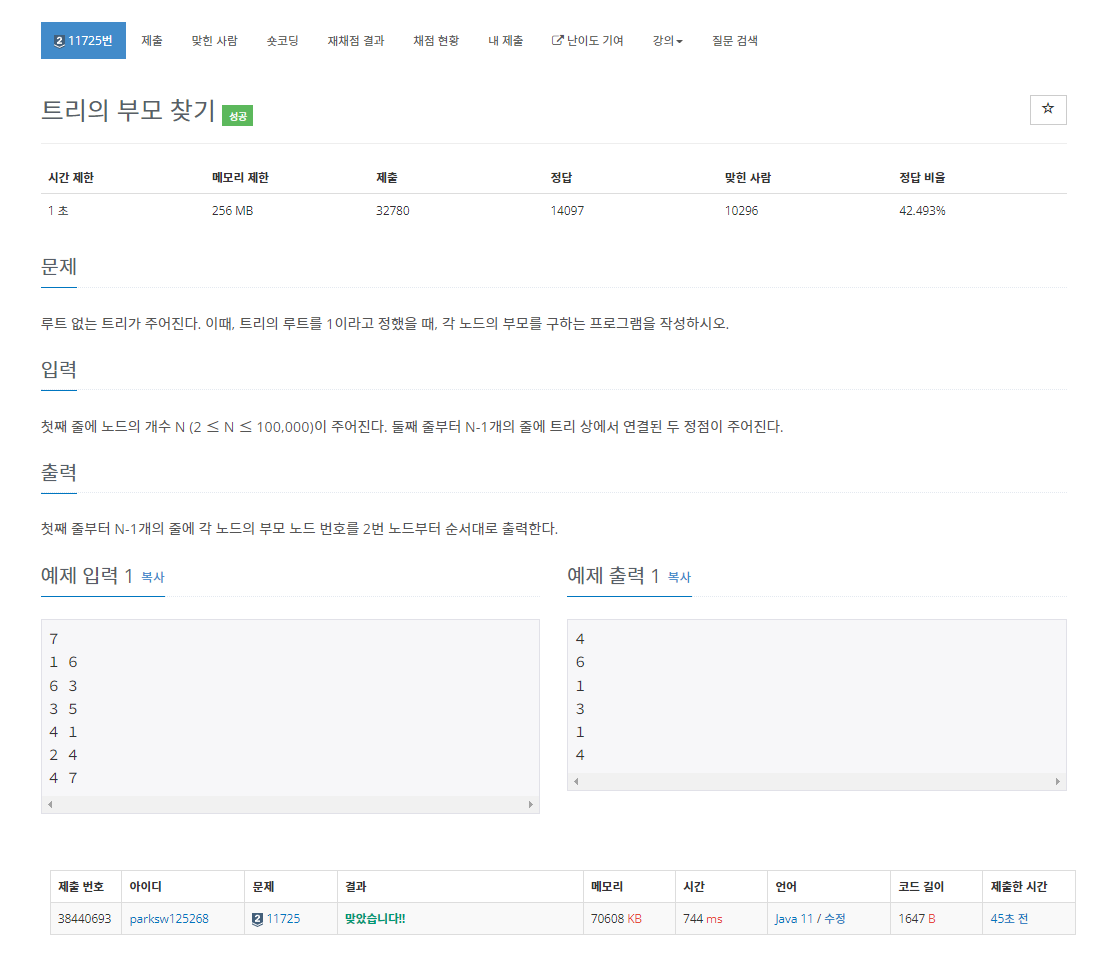 2 11725번 제출 맞힌 사람 숏코딩 재채점 결과 채점 현황 내 제출 난이도 기여 강의 질문 검색
트리의 부모 찾기 성공
시간 제한 메모리 제한 제출 정답 맞힌 사람 정답 비율
1 초 256 MB 32780 14097 10296 42.493%
문제
루트 없는 트리가 주어진다. 이때, 트리의 루트를 1이라고 정했을 때, 각 노드의 부모를 구하는 프로그램을 작성하시오.
입력
첫째 줄에 노드의 개수 N (2 ≤ N ≤ 100,000)이 주어진다. 둘째 줄부터 N-1개의 줄에 트리 상에서 연결된 두 정점이 주어진다.
출력
첫째 줄부터 N-1개의 줄에 각 노드의 부모 노드 번호를 2번 노드부터 순서대로 출력한다.
예제 입력 1 복사
7
1 6
6 3
3 5
4 1
2 4
4 7
예제 출력 1 복사
4
6
1
3
1
4
제출 번호 아이디 문제 결과 메모리 시간 언어 코드 길이 제출한 시간
38440693 parksw125268 2 11725 맞았습니다!! 70608 KB 744 ms Java 11 / 수정 1647 B 45초 전